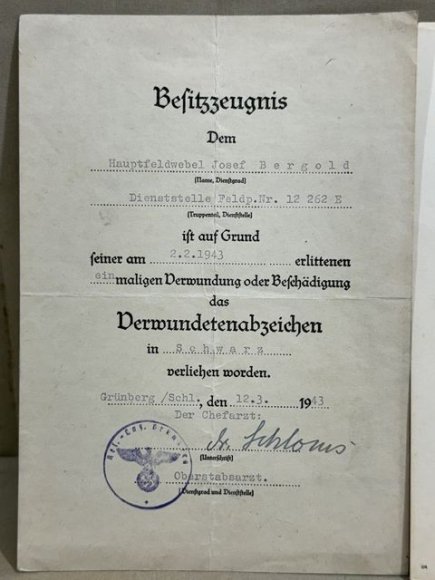 Besitzzeugnis
Dem
Hauptfeldwebel Josef Bergold
(Name, Dienstgrad)
Dienststelle Feldp.Nr. 12 262 E
(Truppenteil, Dienststelle)
ist auf Grund
seiner am 2.2.1943 erlittenen
einmaligen Verwundung oder Beschädigung
das
Verwundetenabzeichen
in Schwarz
verliehen worden.
Grünberg /Schl., den 12.3. 1943
Der Chefarzt:
Dr.
(Unterschrift)
Oberstabsarzt.
(Dienstgrad und Dienststelle)